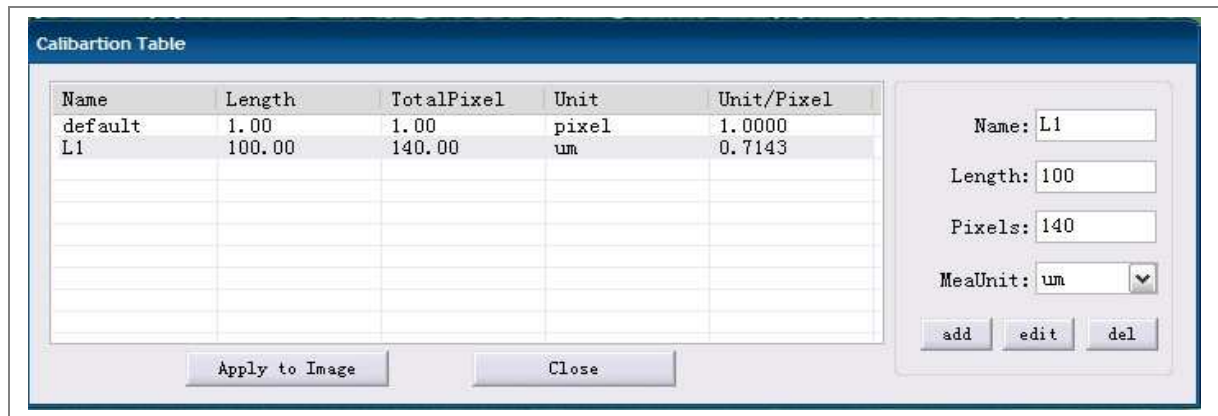 Calibartion Table
Name Length TotalPixel Unit Unit/Pixel
default 1.00 1.00 pixel 1.0000
L1 100.00 140.00 um 0.7143
Name: L1
Length: 100
Pixels: 140
MeaUnit: um
add edit del
Apply to Image Close